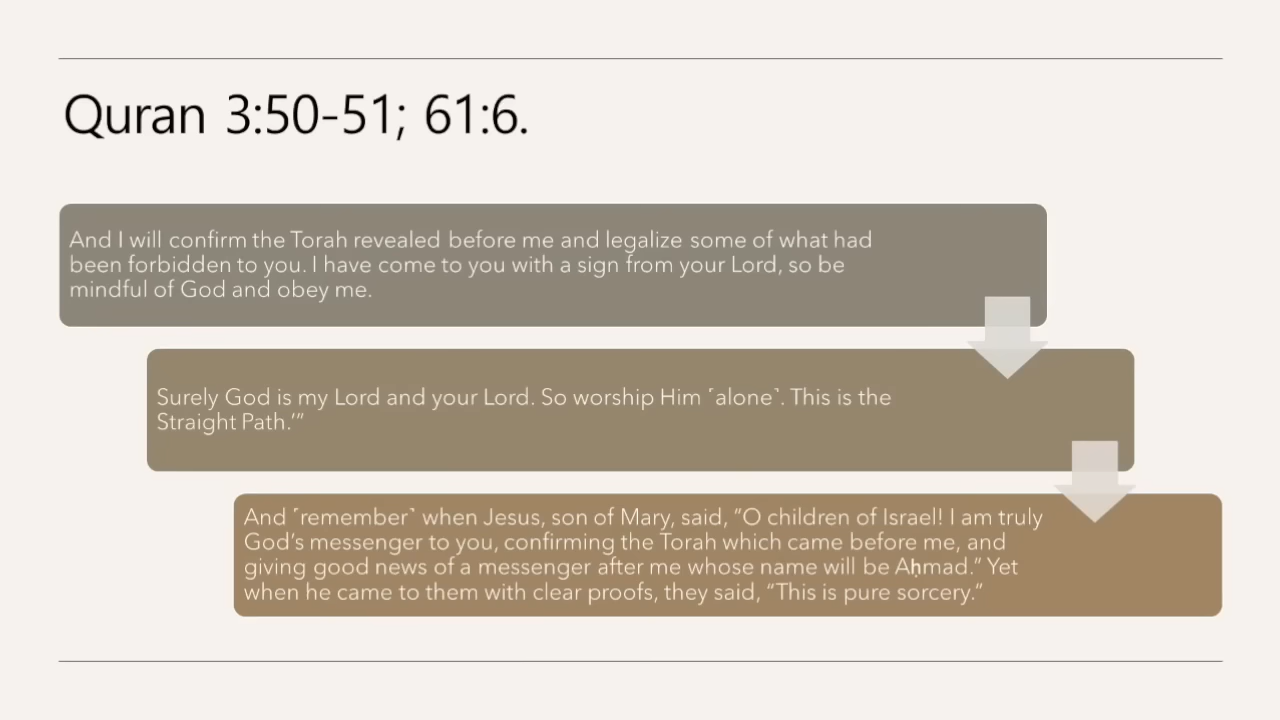 Quran 3:50-51; 61:6.
And I will confirm the Torah revealed before me and legalize some of what had
been forbidden to you. I have come to you with a sign from your Lord, so be
mindful of God and obey me.
Surely God is my Lord and your Lord. So worship Him ˹alone˺. This is the
Straight Path.’”
And ˹remember˺ when Jesus, son of Mary, said, “O children of Israel! I am truly
God’s messenger to you, confirming the Torah which came before me, and
giving good news of a messenger after me whose name will be Aḥmad.” Yet
when he came to them with clear proofs, they said, “This is pure sorcery.”